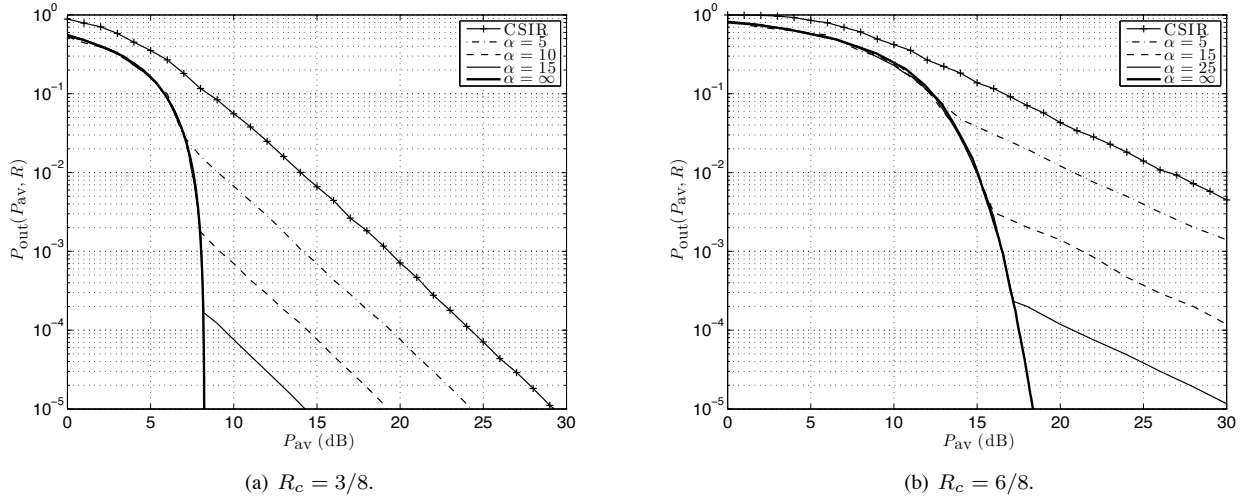 10^0
10^-1
10^-2
10^-3
10^-4
10^-5
P_out(P_av, R)
0 5 10 15 20 25 30
P_av (dB)
CSIR
α = 5
α = 10
α = 15
α = ∞
(a) R_c = 3/8.
10^0
10^-1
10^-2
10^-3
10^-4
10^-5
P_out(P_av, R)
0 5 10 15 20 25 30
P_av (dB)
CSIR
α = 5
α = 15
α = 25
α = ∞
(b) R_c = 6/8.